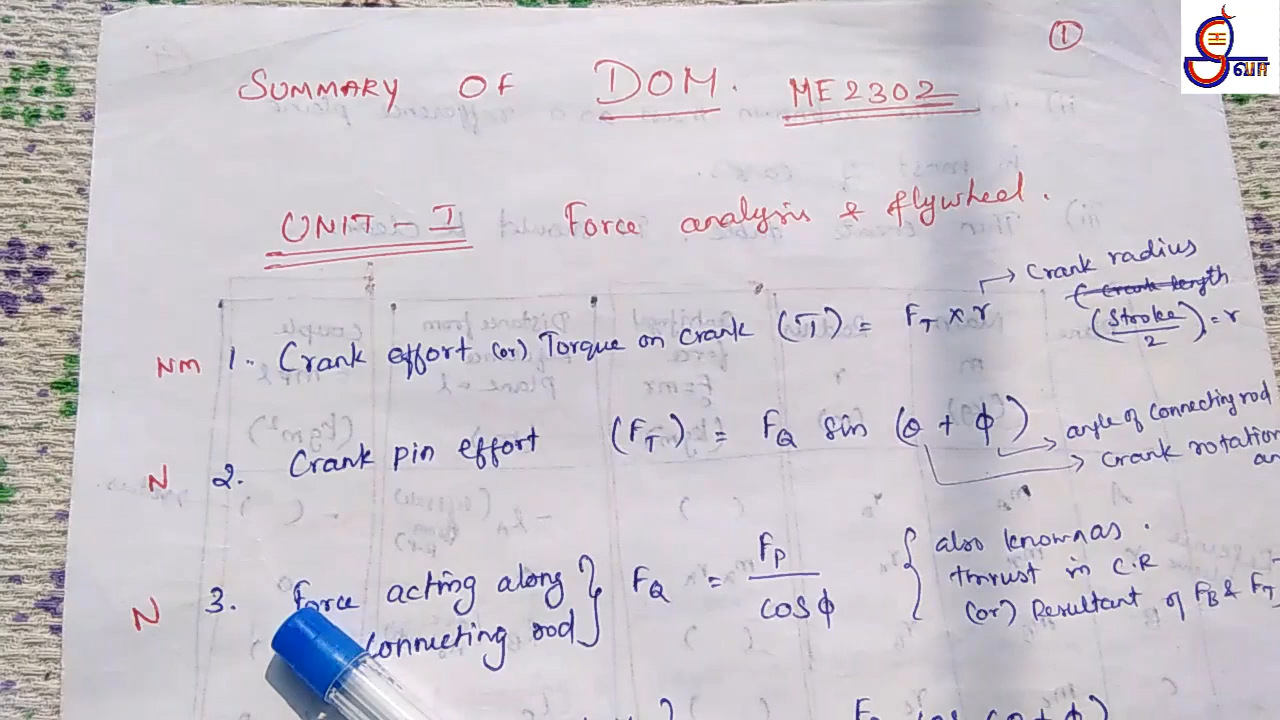 ①
வா
SUMMARY OF DOM. ME2302
UNIT - I Force analysis & flywheel.
→ Crank radius
(Stroke/2) = r
NM 1. Crank effort (or) Torque on crank (T) = F_T × r
N 2. Crank pin effort (F_T) = F_Q sin (θ + φ)
→ angle of connecting rod
→ Crank rotation
N 3. Force acting along } F_Q = F_P / cos φ { also known as
connecting rod
thrust in C.R
(or) Resultant of F_B & F_T